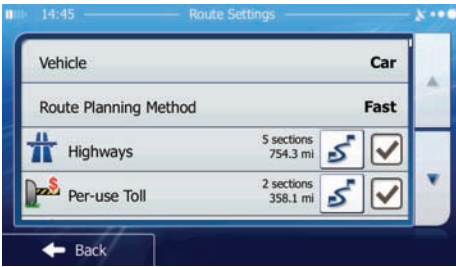 14:45 Route Settings
Vehicle Car
Route Planning Method Fast
Highways 5 sections 754.3 mi
Per-use Toll 2 sections 358.1 mi
Back